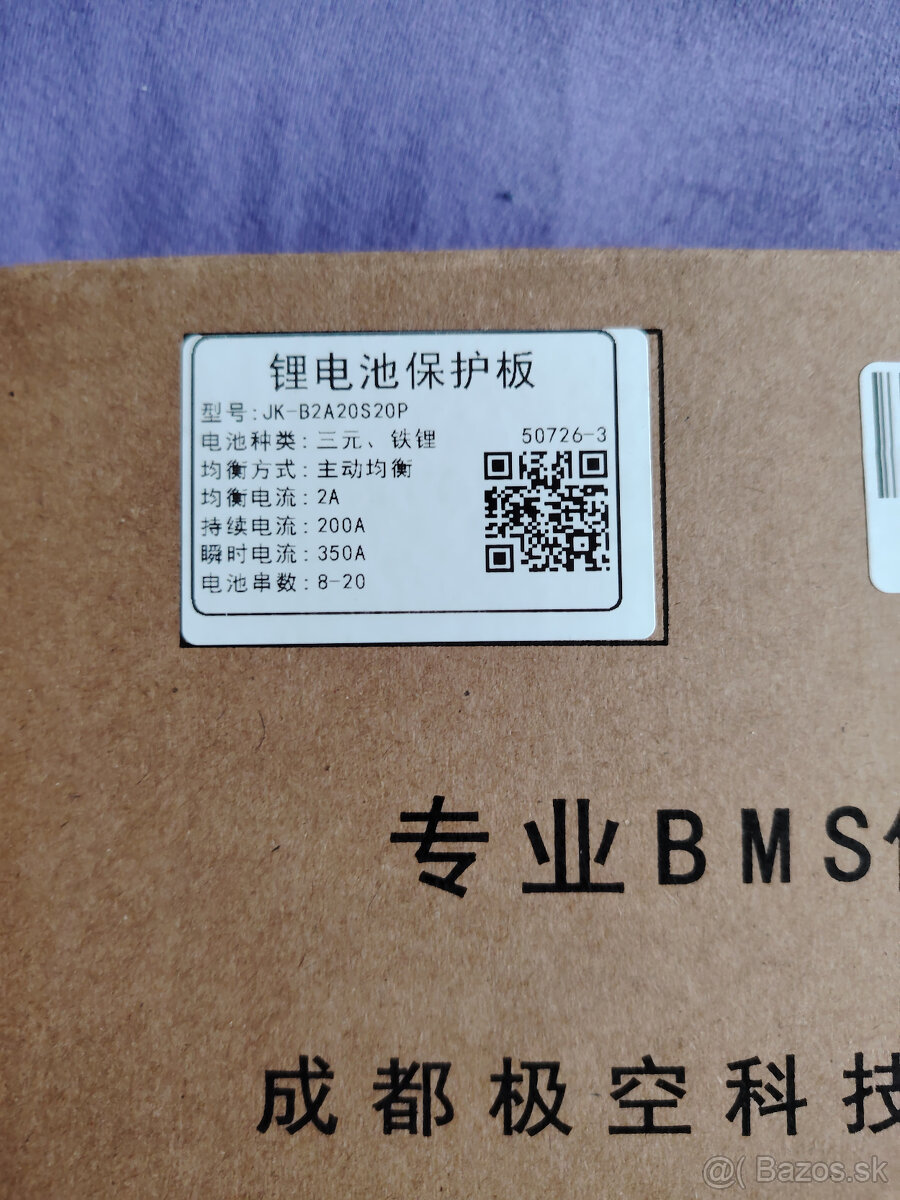 锂电池保护板
型号:JK-B2A20S20P
电池种类:三元、铁锂
50726-3
均衡方式:主动均衡
均衡电流:2A
持续电流:200A
瞬时电流:350A
电池串数:8-20
专业BMS
成都极空科技
@( Bazos.sk